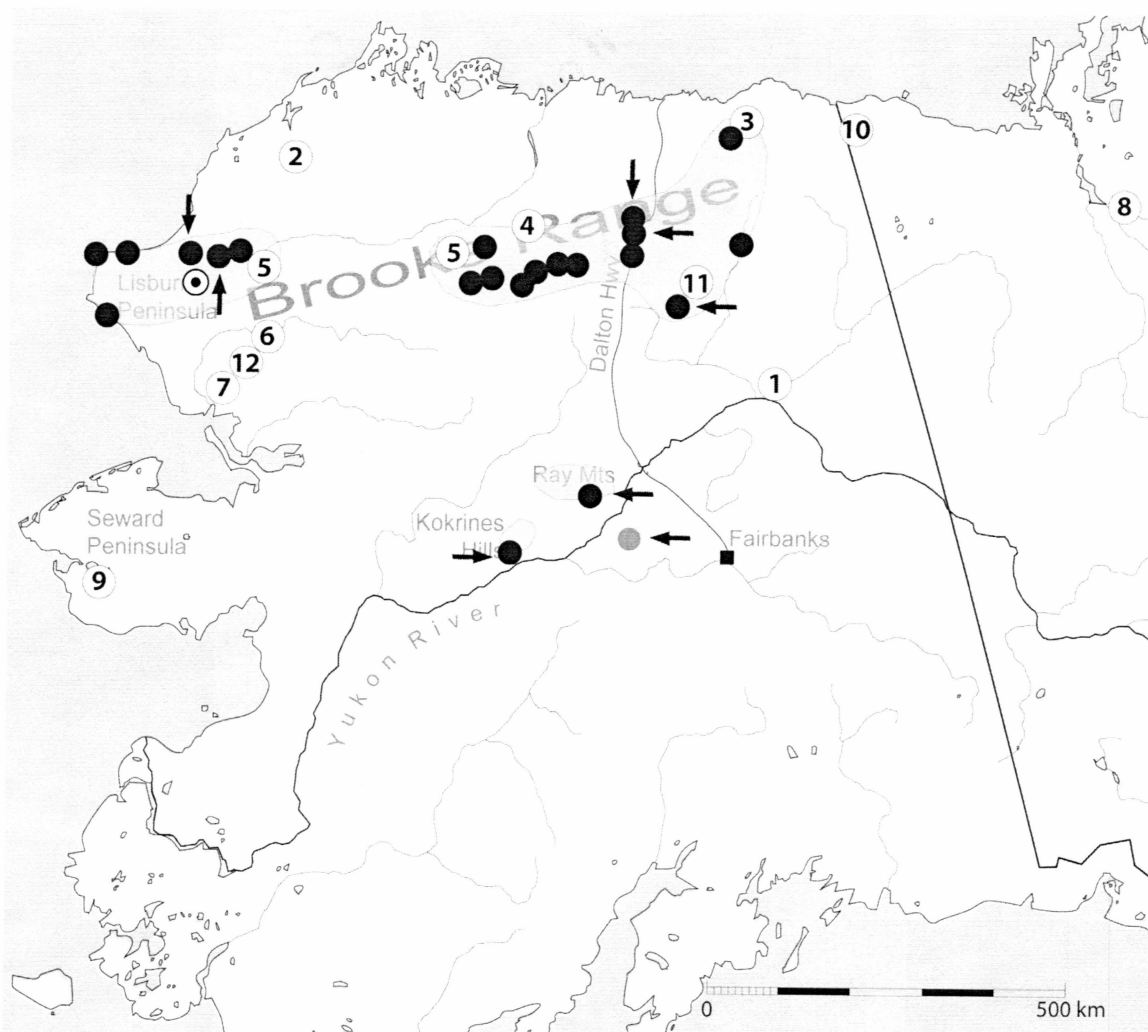 3
10
2
8
4
5
5
Brooks Range
Lisburne
Peninsula
11
Dalton Hwy
6
12
7
1
Ray Mts
Seward
Peninsula
Kokrines
Hills
Fairbanks
9
Yukon River
0
500 km